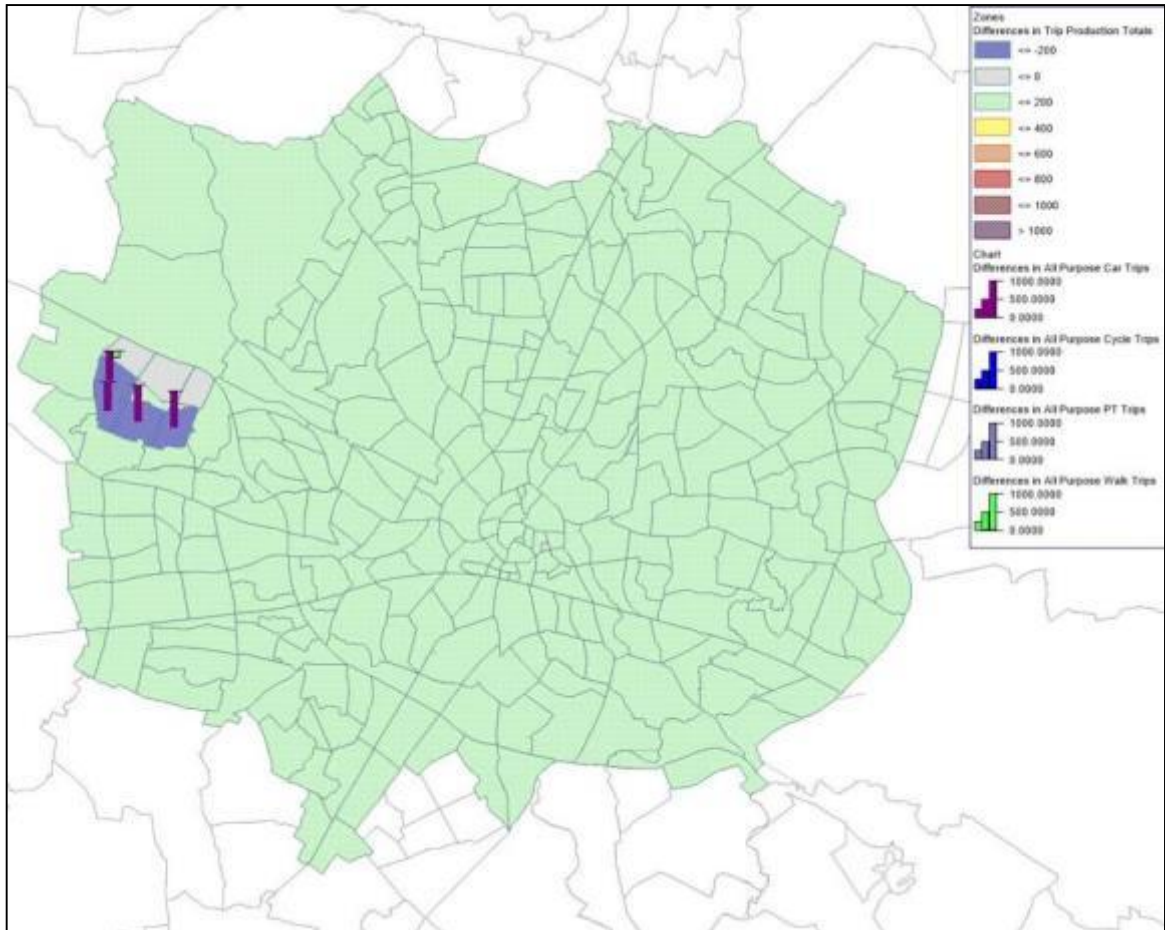 Zones
Differences in Trip Production Totals
<= -200
<= 0
<= 200
<= 400
<= 600
<= 800
<= 1000
> 1000
Chart
Differences in All Purpose Car Trips
1000.0000
500.0000
0.0000
Differences in All Purpose Cycle Trips
1000.0000
500.0000
0.0000
Differences in All Purpose PT Trips
1000.0000
500.0000
0.0000
Differences in All Purpose Walk Trips
1000.0000
500.0000
0.0000